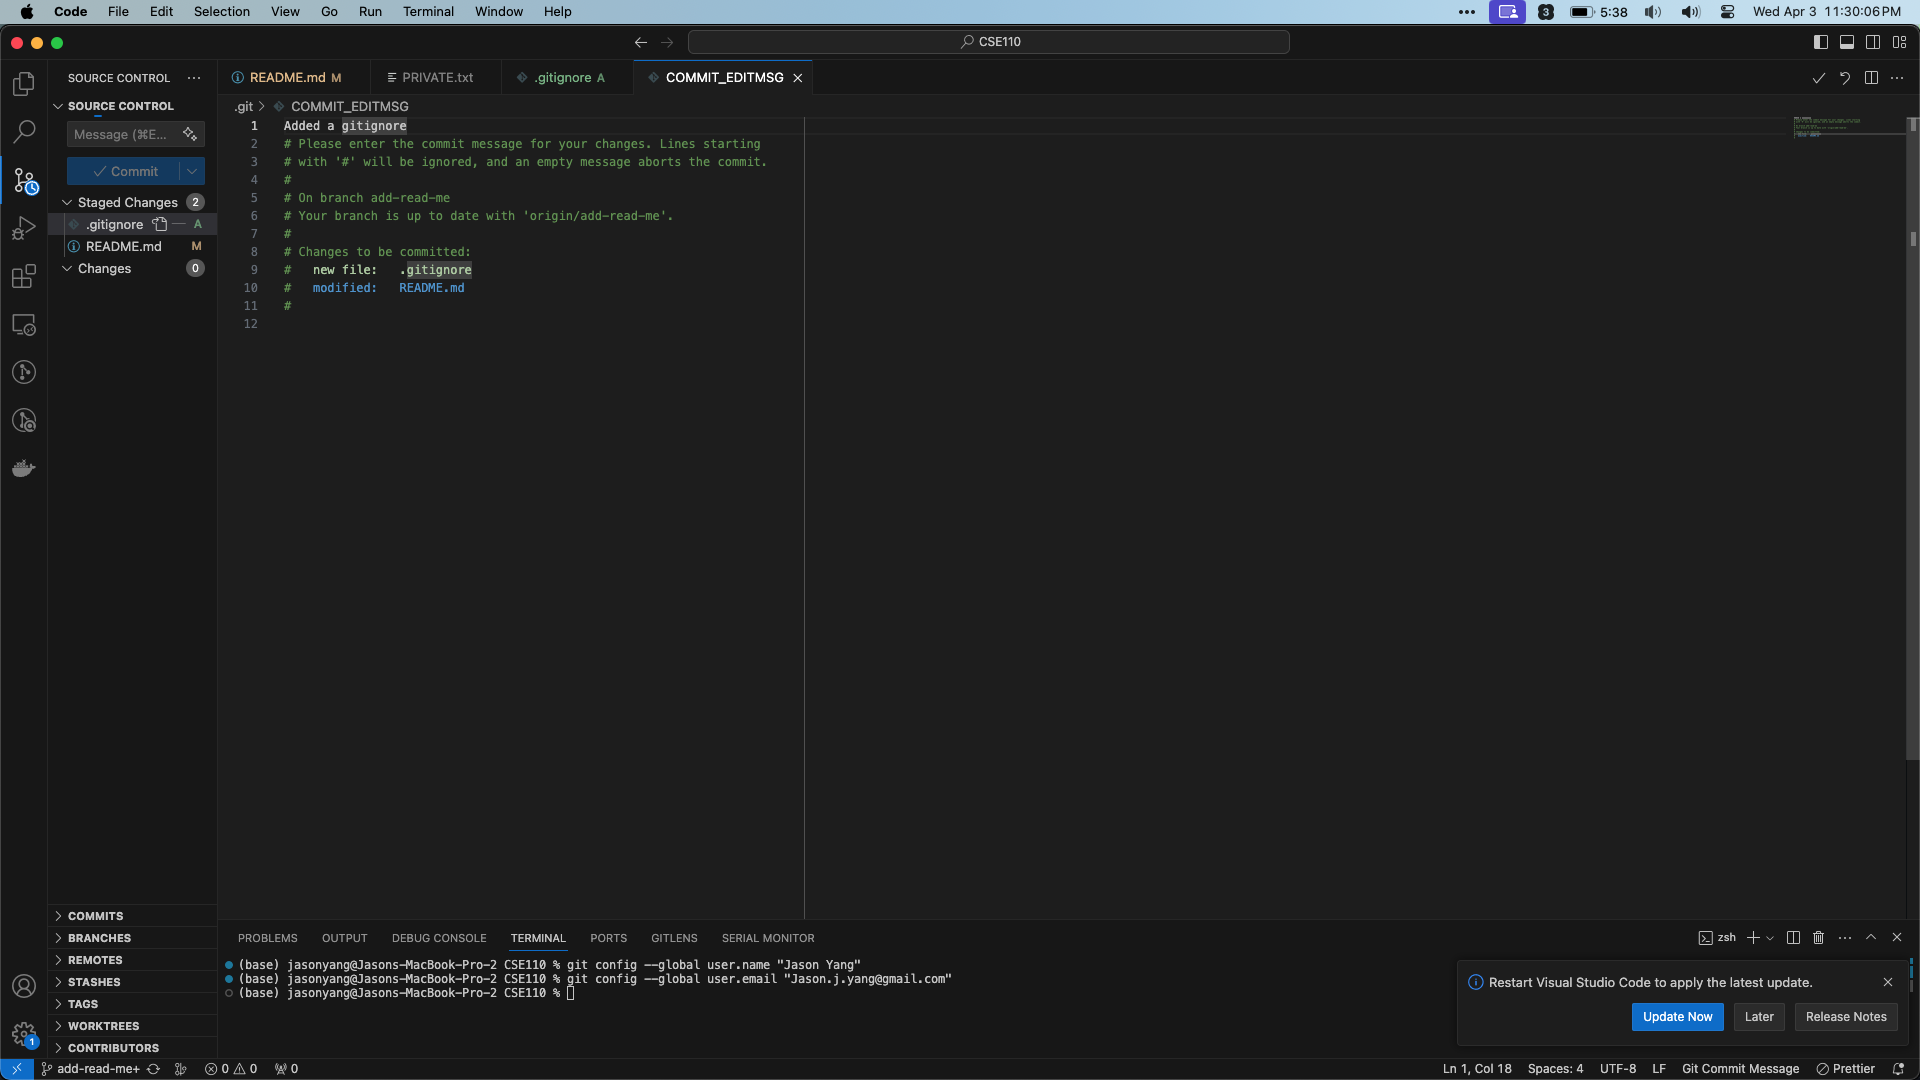 Code File Edit Selection View Go Run Terminal Window Help
••• 3 5:38 Wed Apr 3 11:30:06 PM
CSE110
SOURCE CONTROL ···
README.md M
PRIVATE.txt
.gitignore A
COMMIT_EDITMSG
SOURCE CONTROL
Message (⌘E...
Commit
Staged Changes 2
.gitignore A
README.md M
Changes 0
.git > COMMIT_EDITMSG
1 Added a gitignore
2 # Please enter the commit message for your changes. Lines starting
3 # with '#' will be ignored, and an empty message aborts the commit.
4 #
5 # On branch add-read-me
6 # Your branch is up to date with 'origin/add-read-me'.
7 #
8 # Changes to be committed:
9 # new file: .gitignore
10 # modified: README.md
11 #
12
COMMITS
BRANCHES
REMOTES
STASHES
TAGS
WORKTREES
CONTRIBUTORS
PROBLEMS OUTPUT DEBUG CONSOLE TERMINAL PORTS GITLENS SERIAL MONITOR
zsh
(base) jasonyang@Jasons-MacBook-Pro-2 CSE110 % git config --global user.name "Jason Yang"
(base) jasonyang@Jasons-MacBook-Pro-2 CSE110 % git config --global user.email "Jason.j.yang@gmail.com"
(base) jasonyang@Jasons-MacBook-Pro-2 CSE110 %
Restart Visual Studio Code to apply the latest update.
Update Now
Later
Release Notes
1
add-read-me+ 0 0 0
Ln 1, Col 18 Spaces: 4 UTF-8 LF Git Commit Message Prettier